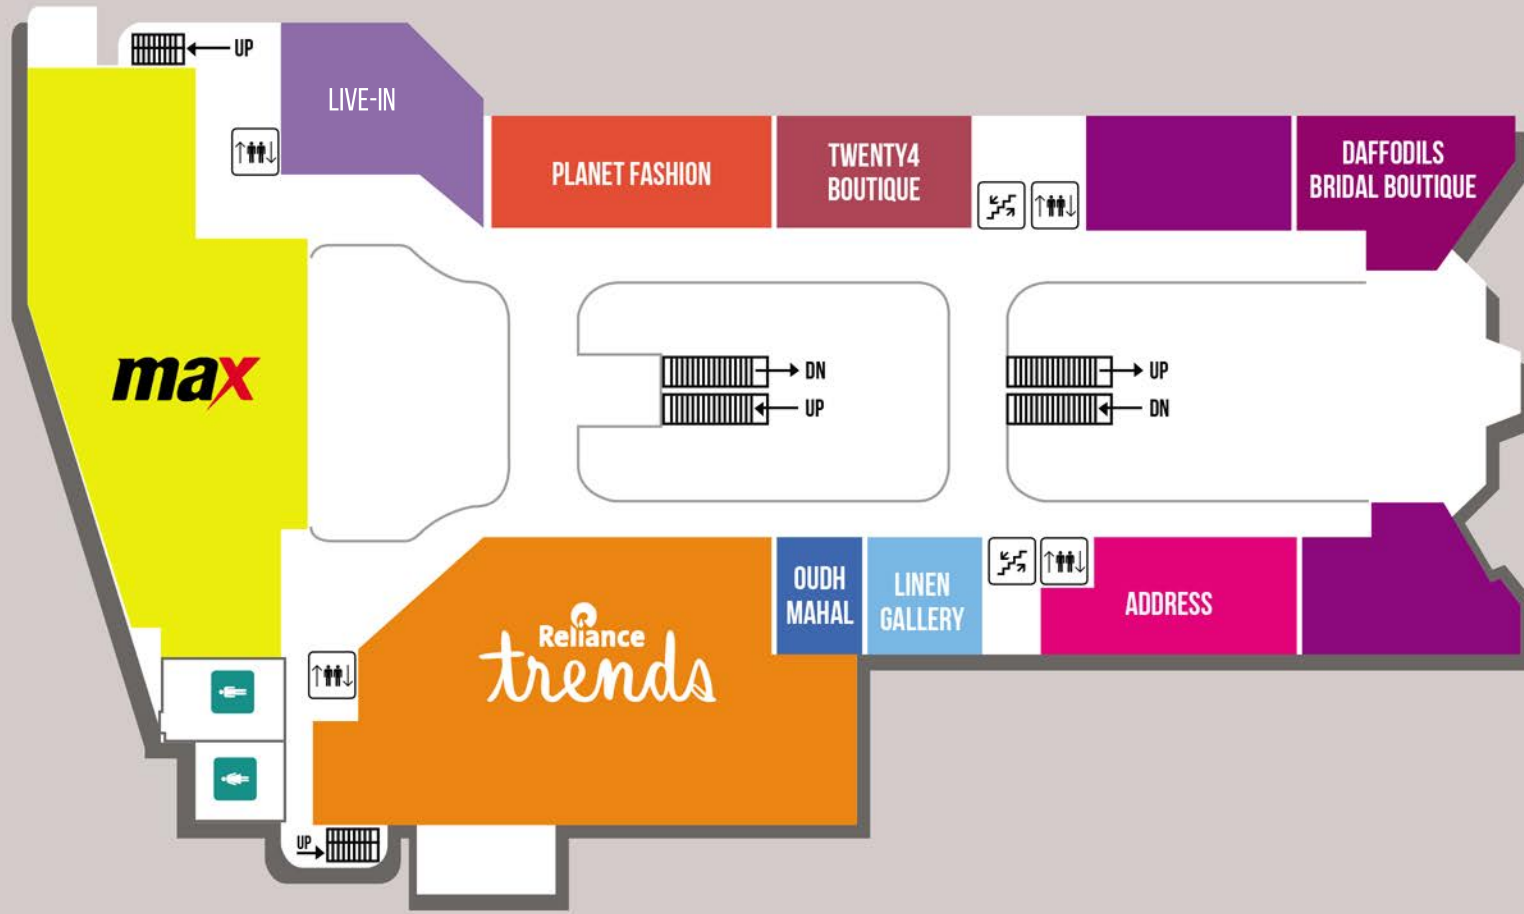 UP
LIVE-IN
PLANET FASHION
TWENTY4
BOUTIQUE
DAFFODILS
BRIDAL BOUTIQUE
max
DN
UP
UP
DN
Reliance
trends
OUDH
MAHAL
LINEN
GALLERY
ADDRESS
UP